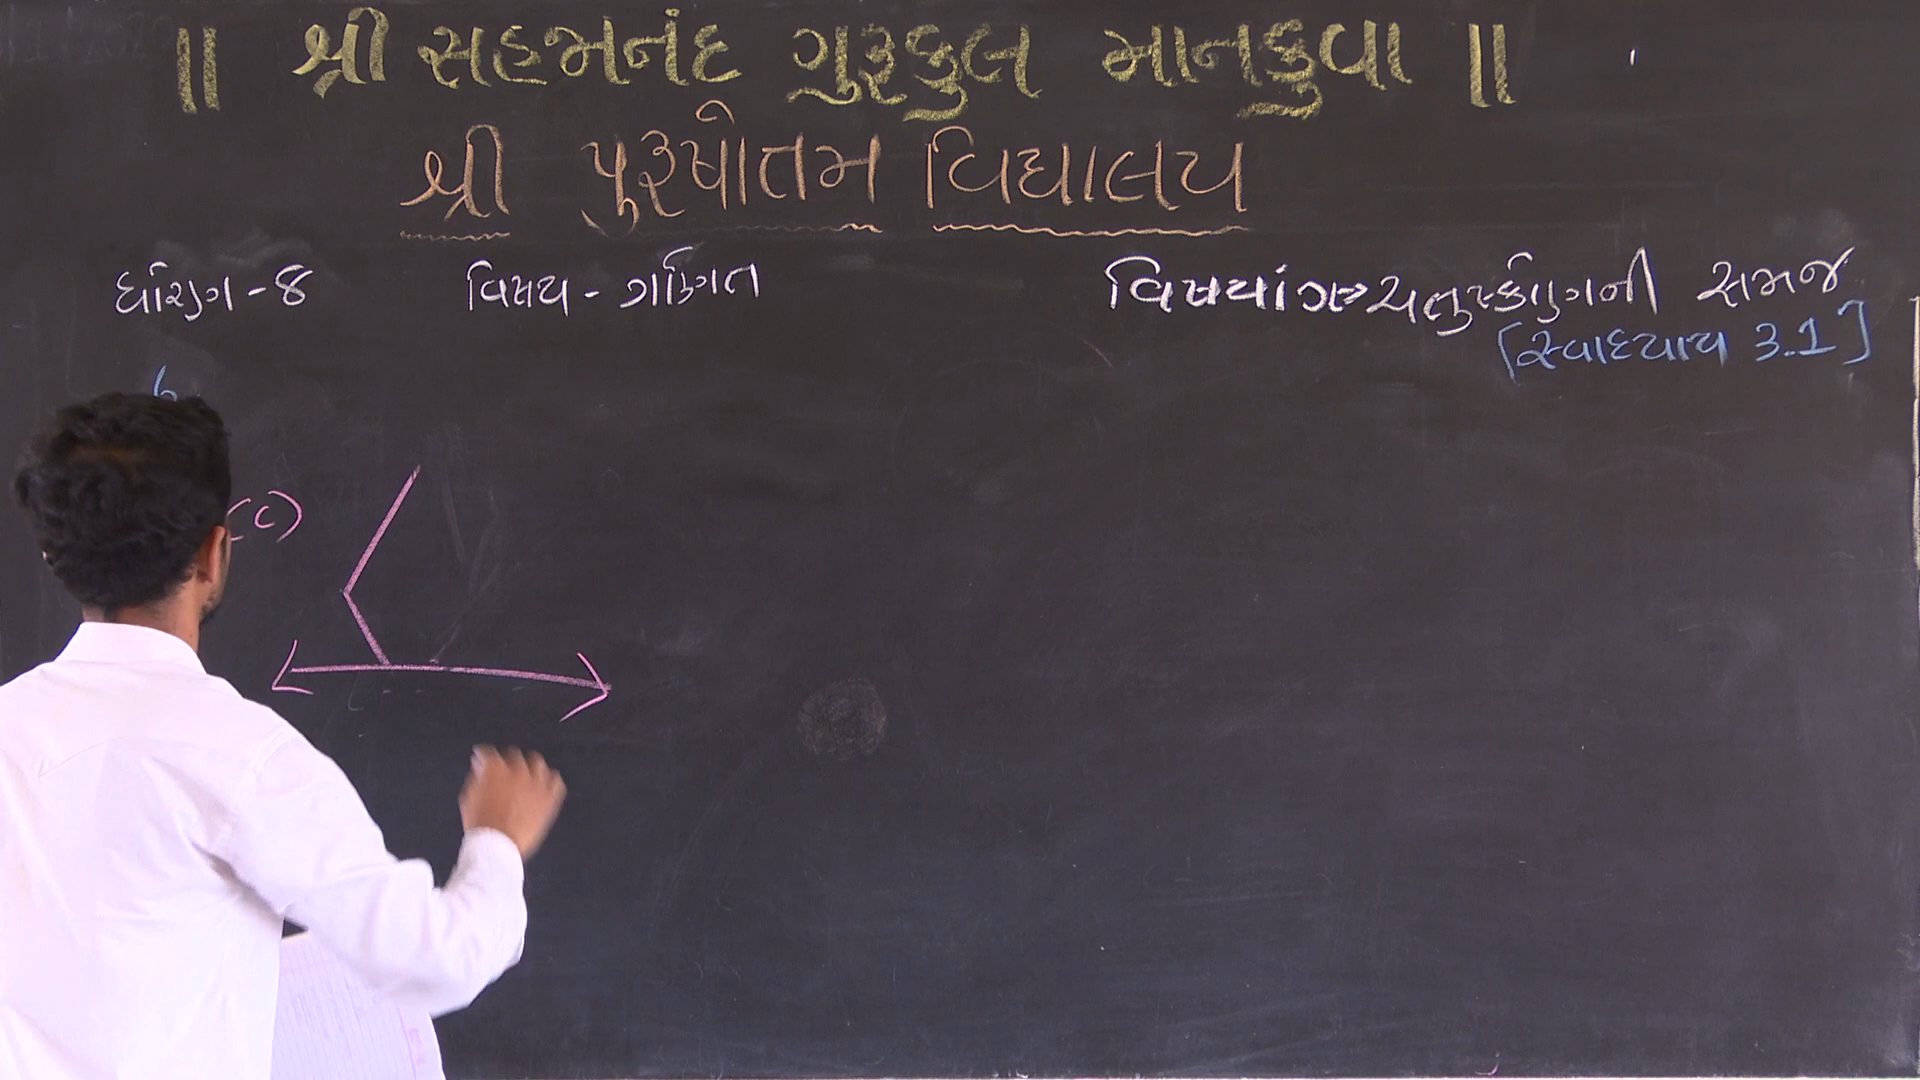 ॥ શ્રી સહજાનંદ ગુરૂકુલ માનકુવા ॥
શ્રી પુરૂષોતમ વિદ્યાલય
ધોરણ - 8 વિષય - ગણિત વિષયાંગ ચતુષ્કોણની સમજ
[સ્વાધ્યાય 3.1]
(c)